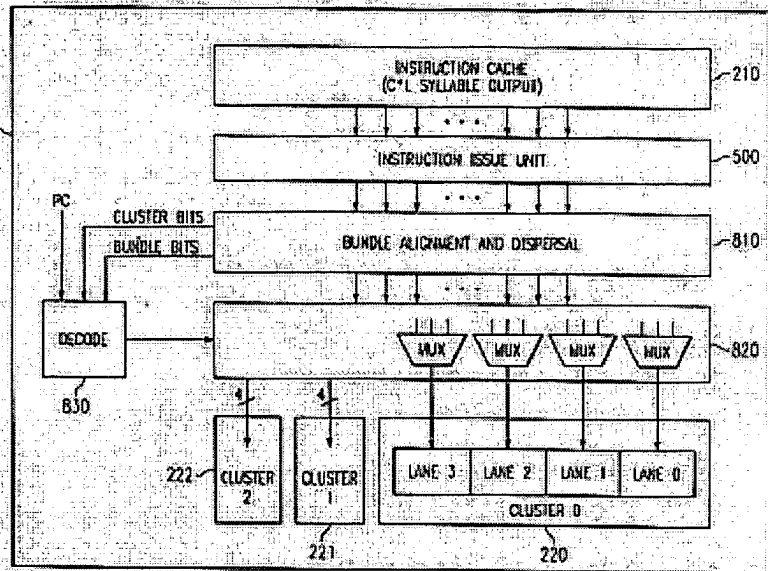 INSTRUCTION CACHE
(C*L SYLLABLE OUTPUT)
210
INSTRUCTION ISSUE UNIT
500
PC
CLUSTER BITS
BUNDLE BITS
BUNDLE ALIGNMENT AND DISPERSAL
810
DECODE
830
MUX
MUX
MUX
MUX
820
4
4
222
CLUSTER
2
CLUSTER
1
221
LANE 3
LANE 2
LANE 1
LANE 0
CLUSTER 0
220